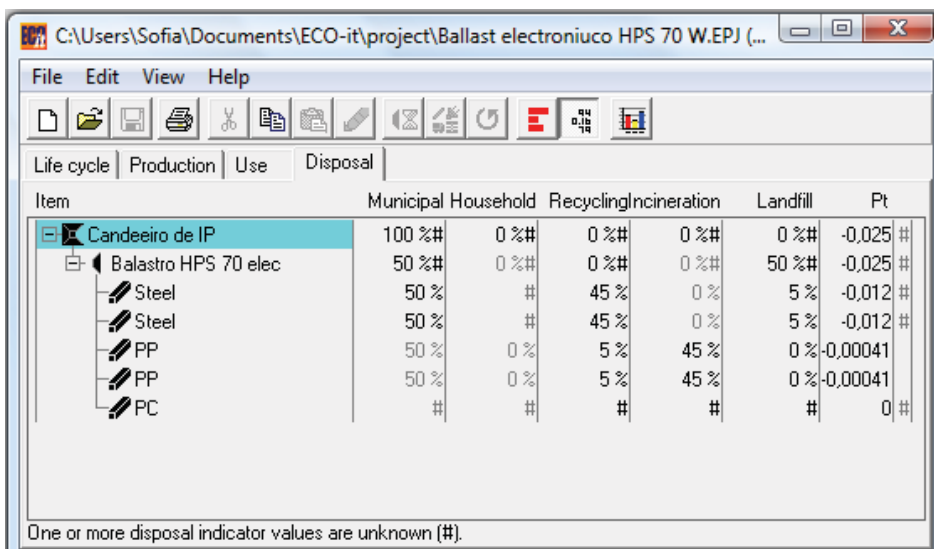 C:\Users\Sofia\Documents\ECO-it\project\Ballast electroniuco HPS 70 W.EPJ (...
File Edit View Help
Life cycle Production Use Disposal
Item Municipal Household Recycling Incineration Landfill Pt
Candeeiro de IP 100 %# 0 %# 0 %# 0 %# 0 %# -0,025 #
Balastro HPS 70 elec 50 %# 0 %# 0 %# 0 %# 50 %# -0,025 #
Steel 50 % # 45 % 0 % 5 % -0,012 #
Steel 50 % # 45 % 0 % 5 % -0,012 #
PP 50 % 0 % 5 % 45 % 0 % -0,00041
PP 50 % 0 % 5 % 45 % 0 % -0,00041
PC # # # # # 0 #
One or more disposal indicator values are unknown (#).